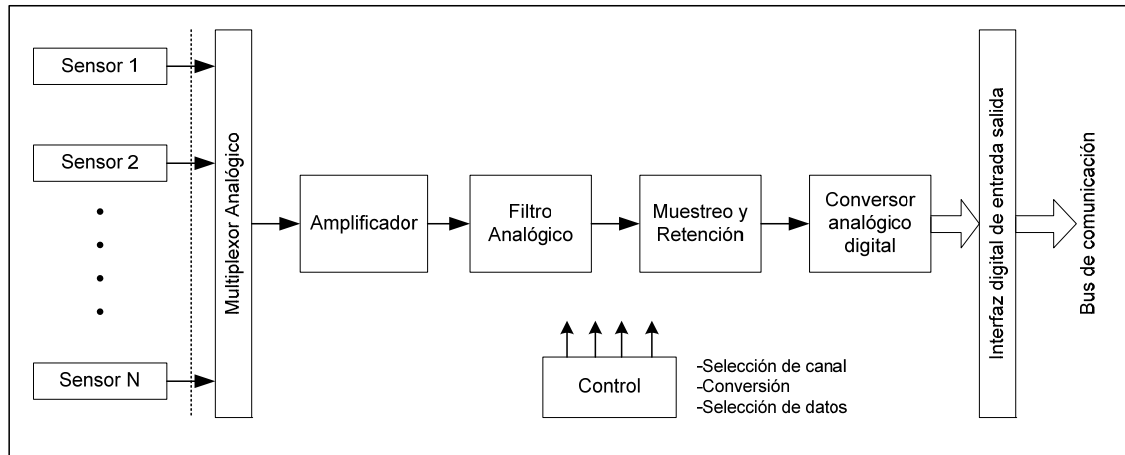 Sensor 1
Sensor 2
Sensor N
Multiplexor Analógico
Amplificador
Filtro
Analógico
Muestreo y
Retención
Conversor
analógico
digital
Interfaz digital de entrada salida
Bus de comunicación
Control
-Selección de canal
-Conversión
-Selección de datos